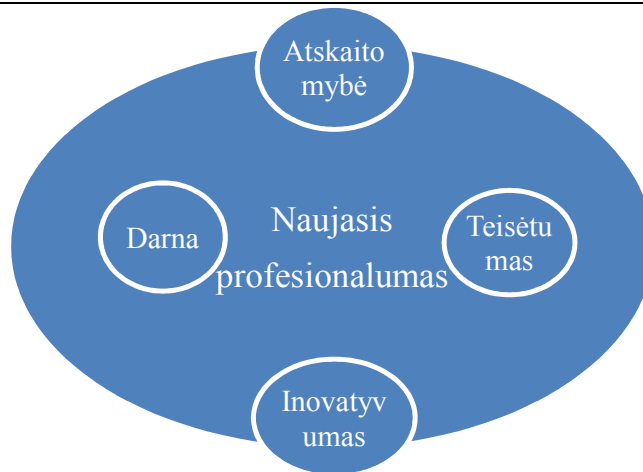 Atskaito
mybė
Darna
Naujasis
profesionalumas
Teisėtu
mas
Inovatyv
umas